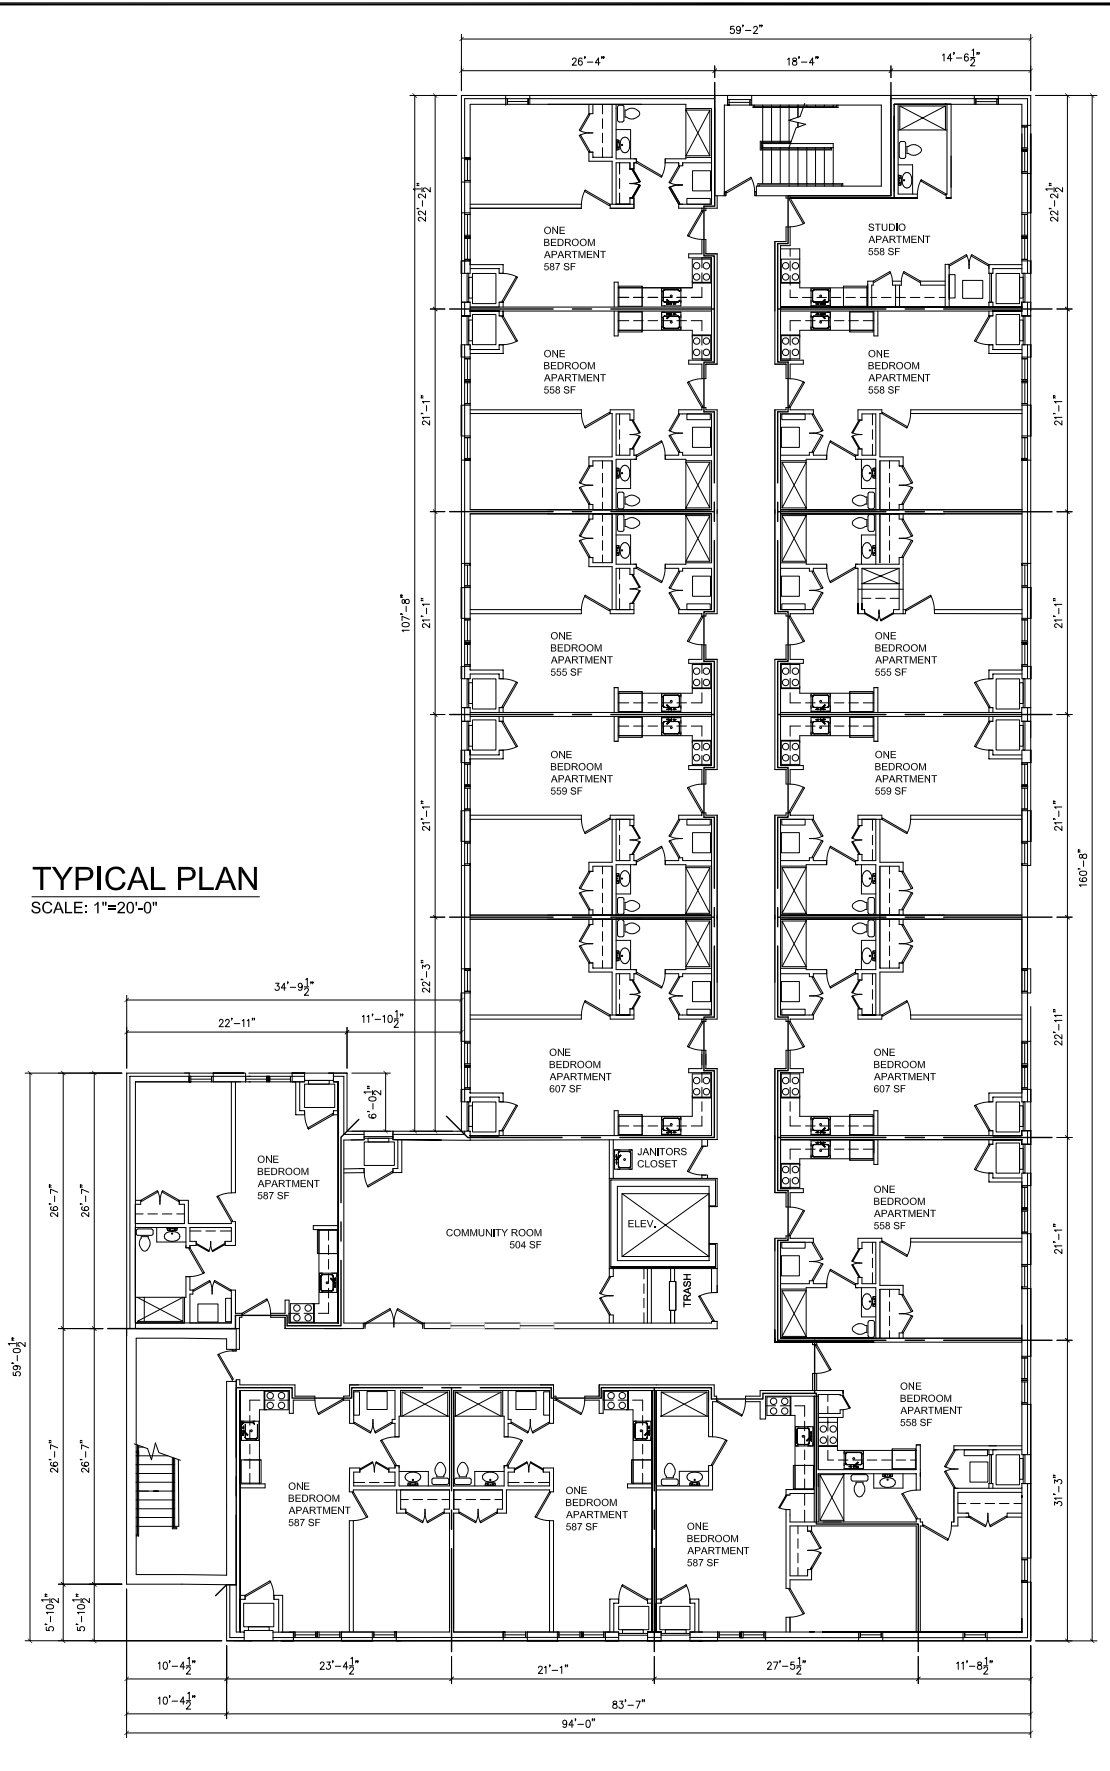 59'-2"
26'-4"
18'-4"
14'-6½"
22'-2½"
22'-2½"
ONE
BEDROOM
APARTMENT
587 SF
STUDIO
APARTMENT
558 SF
ONE
BEDROOM
APARTMENT
558 SF
ONE
BEDROOM
APARTMENT
558 SF
21'-1"
21'-1"
107'-8"
21'-1"
21'-1"
ONE
BEDROOM
APARTMENT
555 SF
ONE
BEDROOM
APARTMENT
555 SF
ONE
BEDROOM
APARTMENT
559 SF
ONE
BEDROOM
APARTMENT
559 SF
21'-1"
21'-1"
160'-8"
TYPICAL PLAN
SCALE: 1"=20'-0"
34'-9½"
22'-3"
22'-11"
11'-10½"
22'-11"
ONE
BEDROOM
APARTMENT
607 SF
ONE
BEDROOM
APARTMENT
607 SF
6'-0½"
JANITORS
CLOSET
ONE
BEDROOM
APARTMENT
587 SF
26'-7"
26'-7"
ONE
BEDROOM
APARTMENT
558 SF
ELEV.
COMMUNITY ROOM
504 SF
21'-1"
TRASH
59'-0½"
ONE
BEDROOM
APARTMENT
558 SF
26'-7"
26'-7"
ONE
BEDROOM
APARTMENT
587 SF
ONE
BEDROOM
APARTMENT
587 SF
ONE
BEDROOM
APARTMENT
587 SF
31'-3"
5'-10½"
5'-10½"
10'-4½"
23'-4½"
21'-1"
27'-5½"
11'-8½"
10'-4½"
83'-7"
94'-0"